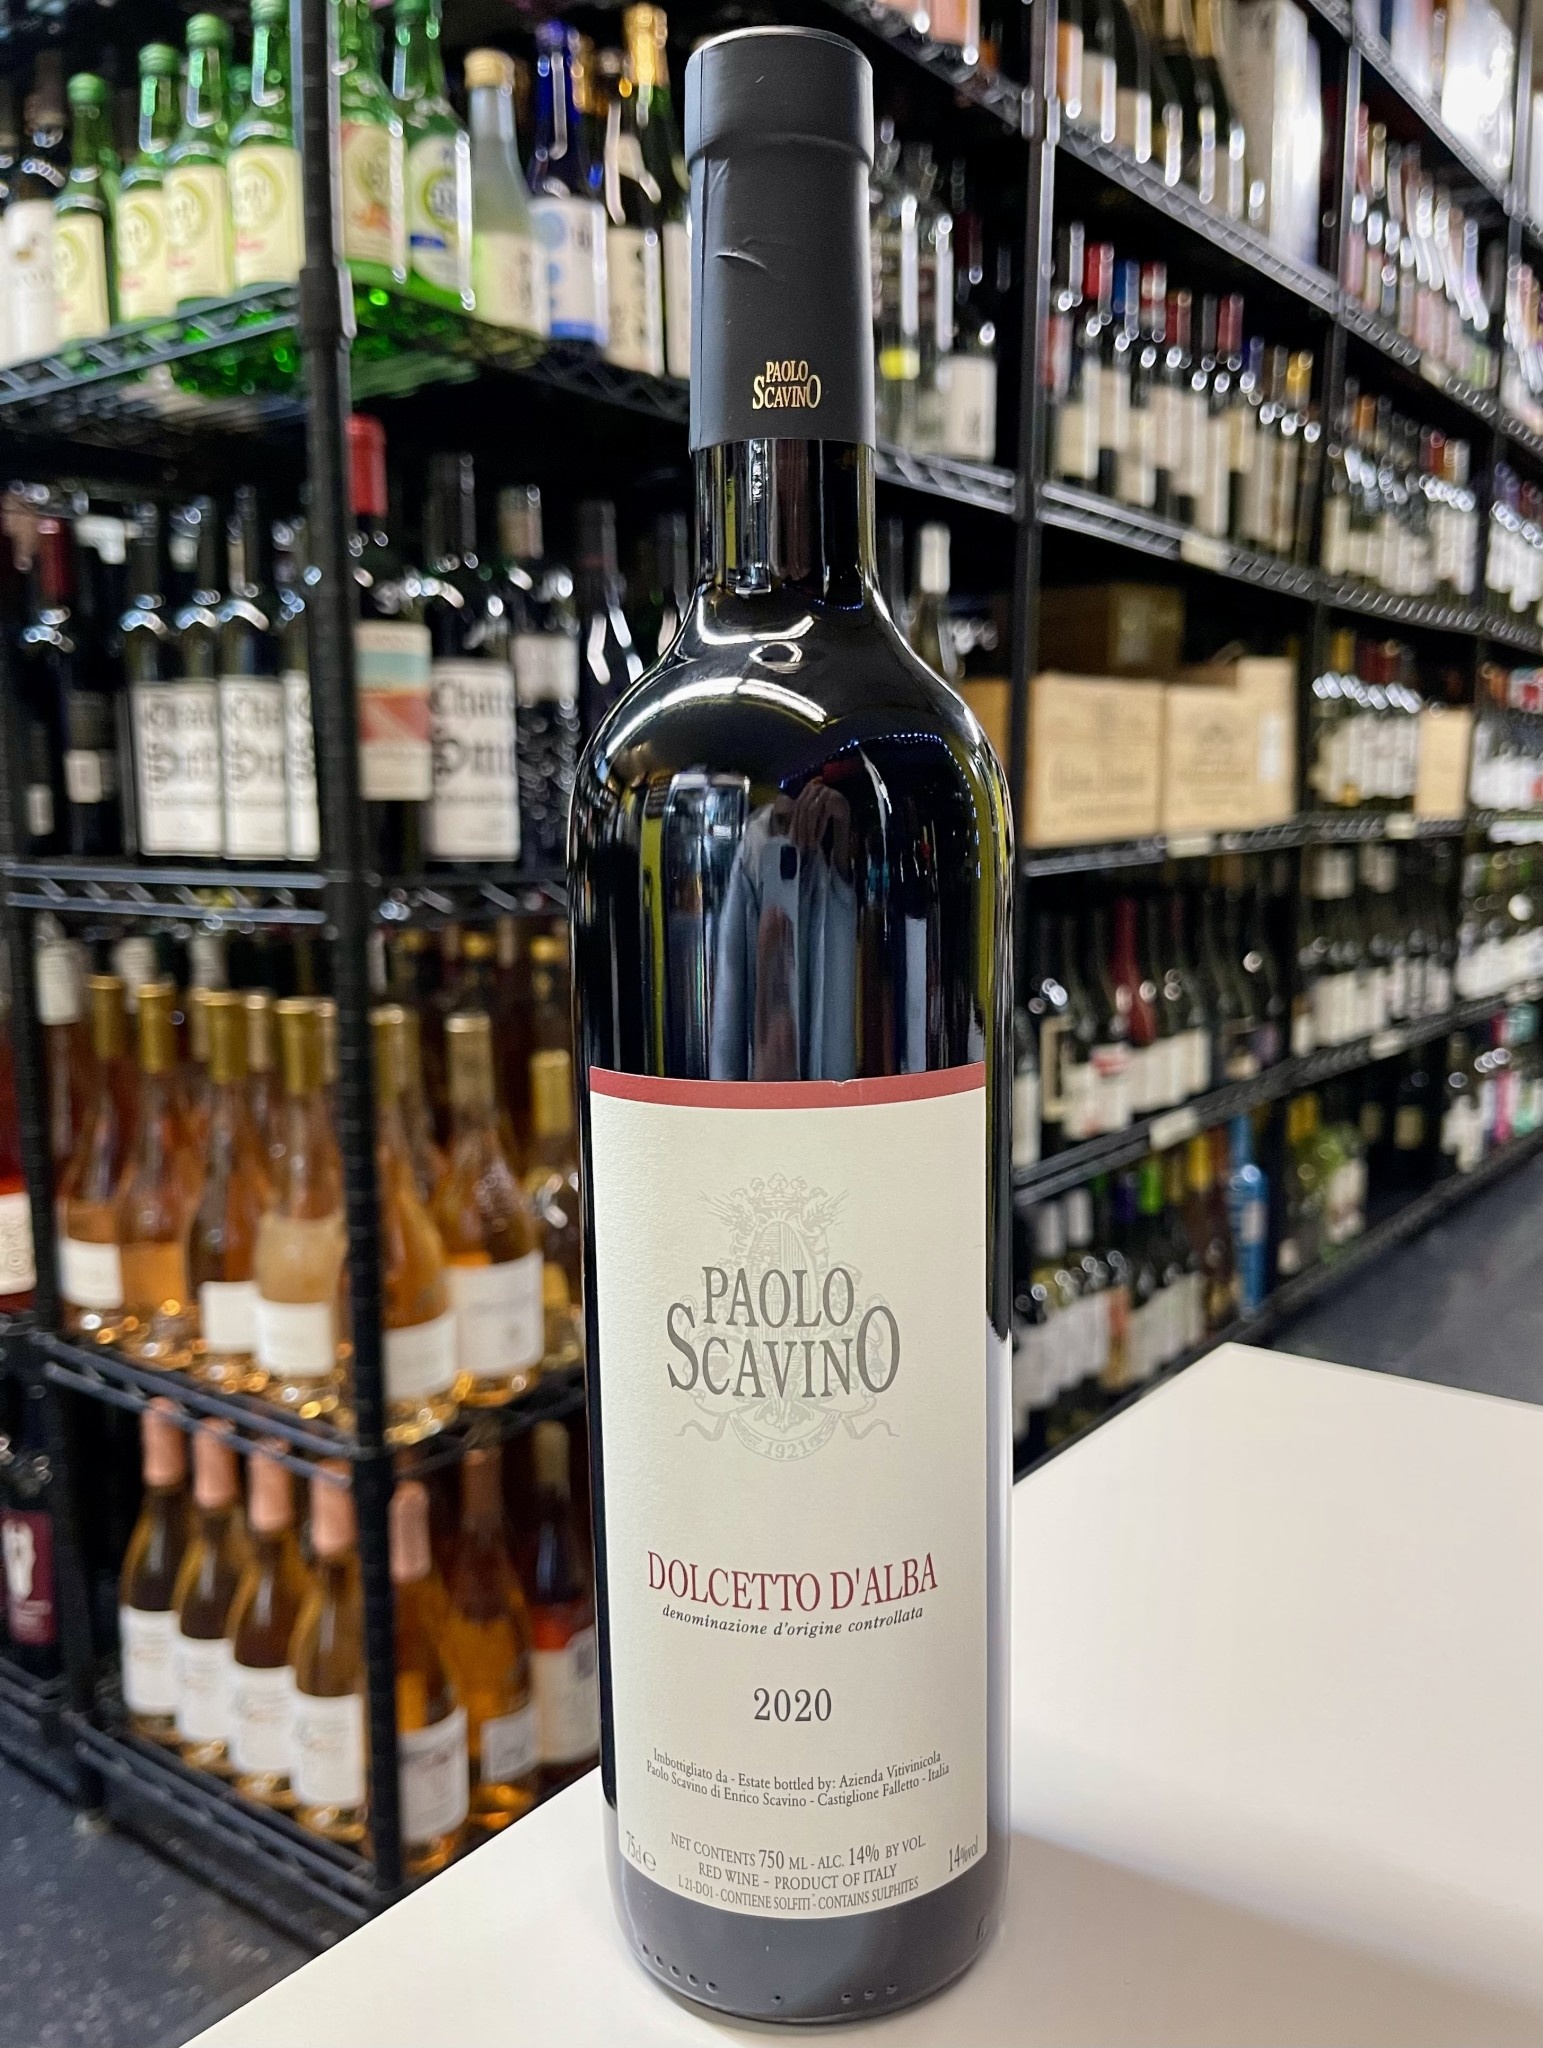 PAOLO
SCAVINO
PAOLO
SCAVINO
1921
DOLCETTO D'ALBA
denominazione d'origine controllata
2020
Imbottigliato da - Estate bottled by: Azienda Vitivinicola
Paolo Scavino di Enrico Scavino - Castiglione Falletto - Italia
75cl e
NET CONTENTS 750 ML - ALC. 14% BY VOL.
14%vol
RED WINE - PRODUCT OF ITALY
L 21-DO1 - CONTIENE SOLFITI - CONTAINS SULPHITES